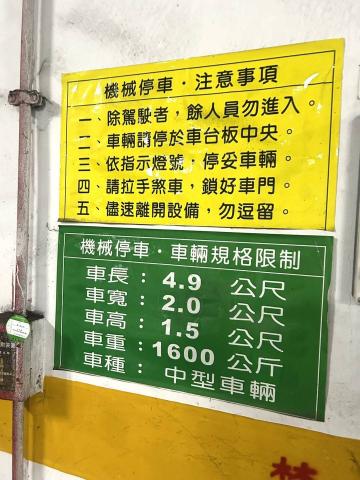 機械停車・注意事項
一、除駕駛者，餘人員勿進入。
二、車輛請停於車台板中央。
三、依指示燈號，停妥車輛。
四、請拉手煞車，鎖好車門。
五、儘速離開設備，勿逗留。
機械停車・車輛規格限制
車長：4.9 公尺
車寬：2.0 公尺
車高：1.5 公尺
車重：1600 公斤
車種：中型車輛